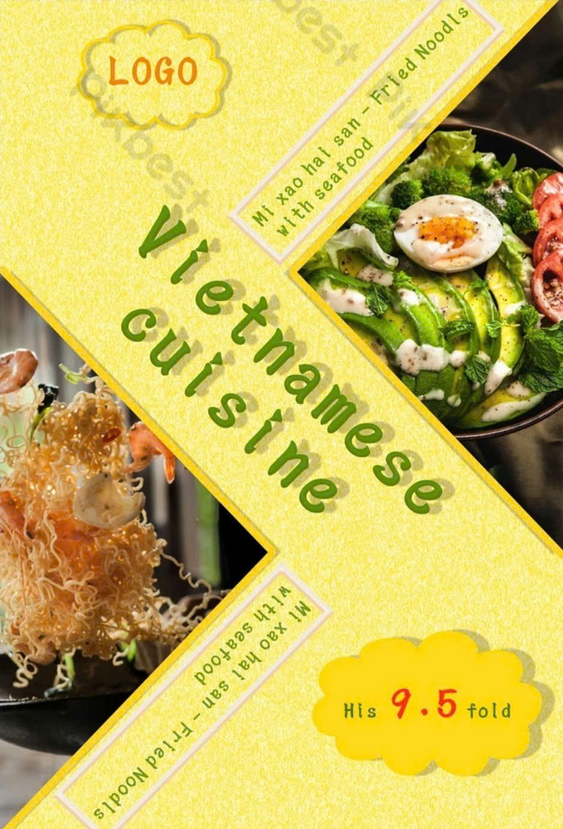 LOGO
Mi xao hai san - Fried Noodls
with seafood
Vietnamese
cuisine
Mi xao hai san - Fried Noodls
with seafood
His 9.5 fold